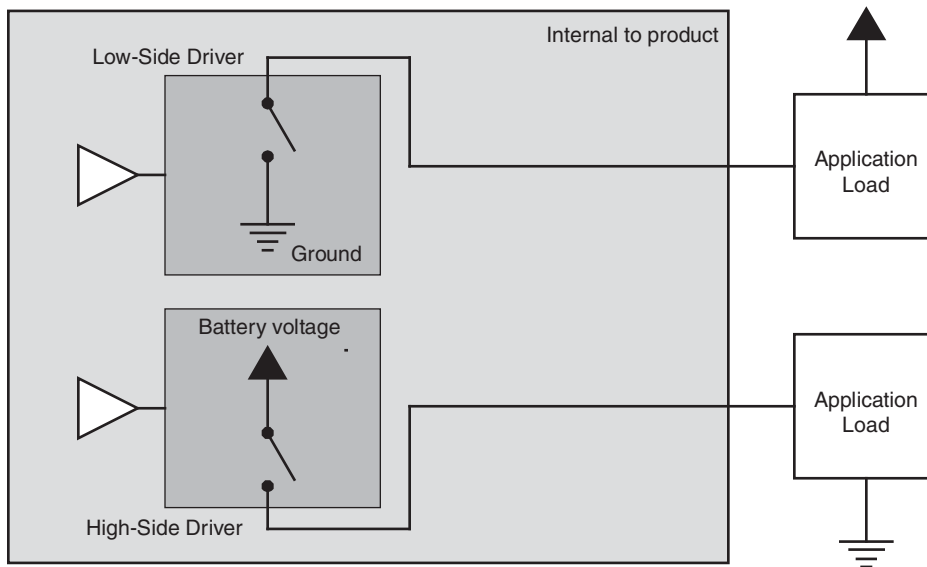 Internal to product
Low-Side Driver
Application
Load
Ground
Battery voltage
Application
Load
High-Side Driver